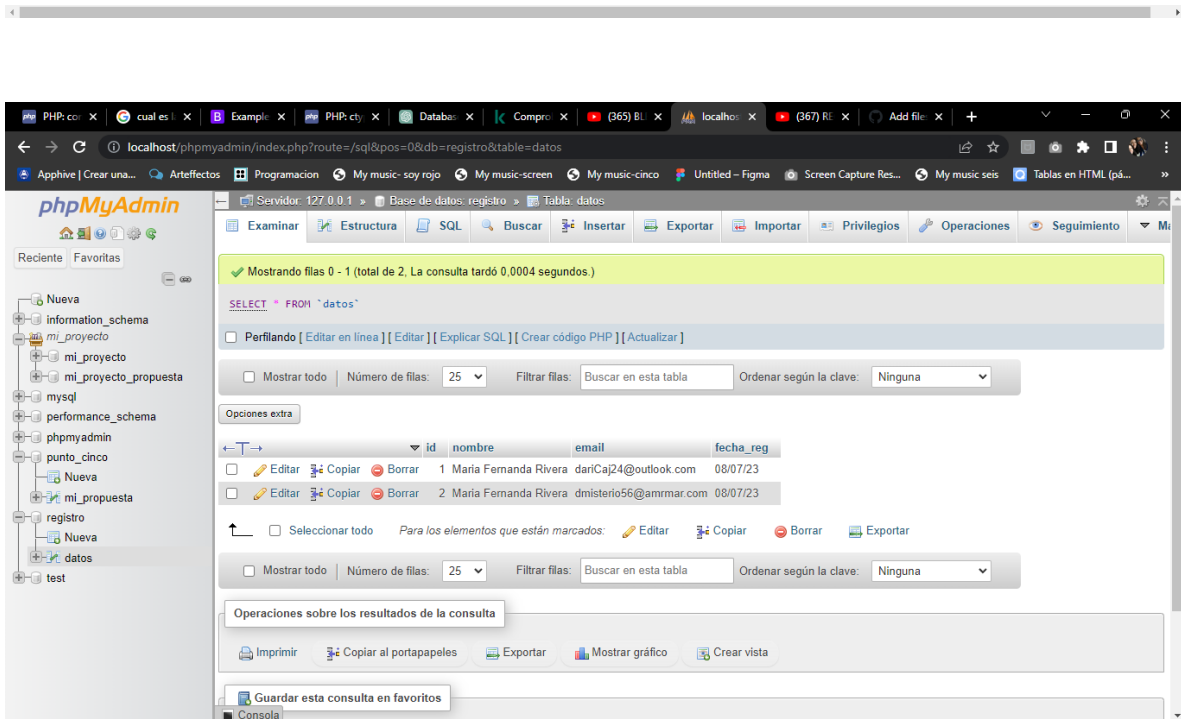 PHP: cor cual es l Example PHP: cty Databas Compro (365) BL localhos (367) RE Add file
localhost/phpmyadmin/index.php?route=/sql&pos=0&db=registro&table=datos
Apphive | Crear una... Arteffectos Programacion My music- soy rojo My music-screen My music-cinco Untitled – Figma Screen Capture Res... My music seis Tablas en HTML (pá... »
phpMyAdmin
Reciente Favoritas
Nueva
information_schema
mi_proyecto
mi_proyecto
mi_proyecto_propuesta
mysql
performance_schema
phpmyadmin
punto_cinco
Nueva
mi_propuesta
registro
Nueva
datos
test
Servidor: 127.0.0.1 » Base de datos: registro » Tabla: datos
Examinar Estructura SQL Buscar Insertar Exportar Importar Privilegios Operaciones Seguimiento
Mostrando filas 0 - 1 (total de 2, La consulta tardó 0,0004 segundos.)
SELECT * FROM `datos`
Perfilando [ Editar en línea ] [ Editar ] [ Explicar SQL ] [ Crear código PHP ] [ Actualizar ]
Mostrar todo | Número de filas: 25 Filtrar filas: Buscar en esta tabla Ordenar según la clave: Ninguna
Opciones extra
←T→ id nombre email fecha_reg
Editar Copiar Borrar 1 Maria Fernanda Rivera dariCaj24@outlook.com 08/07/23
Editar Copiar Borrar 2 Maria Fernanda Rivera dmisterio56@amrmar.com 08/07/23
Seleccionar todo Para los elementos que están marcados: Editar Copiar Borrar Exportar
Mostrar todo | Número de filas: 25 Filtrar filas: Buscar en esta tabla Ordenar según la clave: Ninguna
Operaciones sobre los resultados de la consulta
Imprimir Copiar al portapapeles Exportar Mostrar gráfico Crear vista
Guardar esta consulta en favoritos
Consola